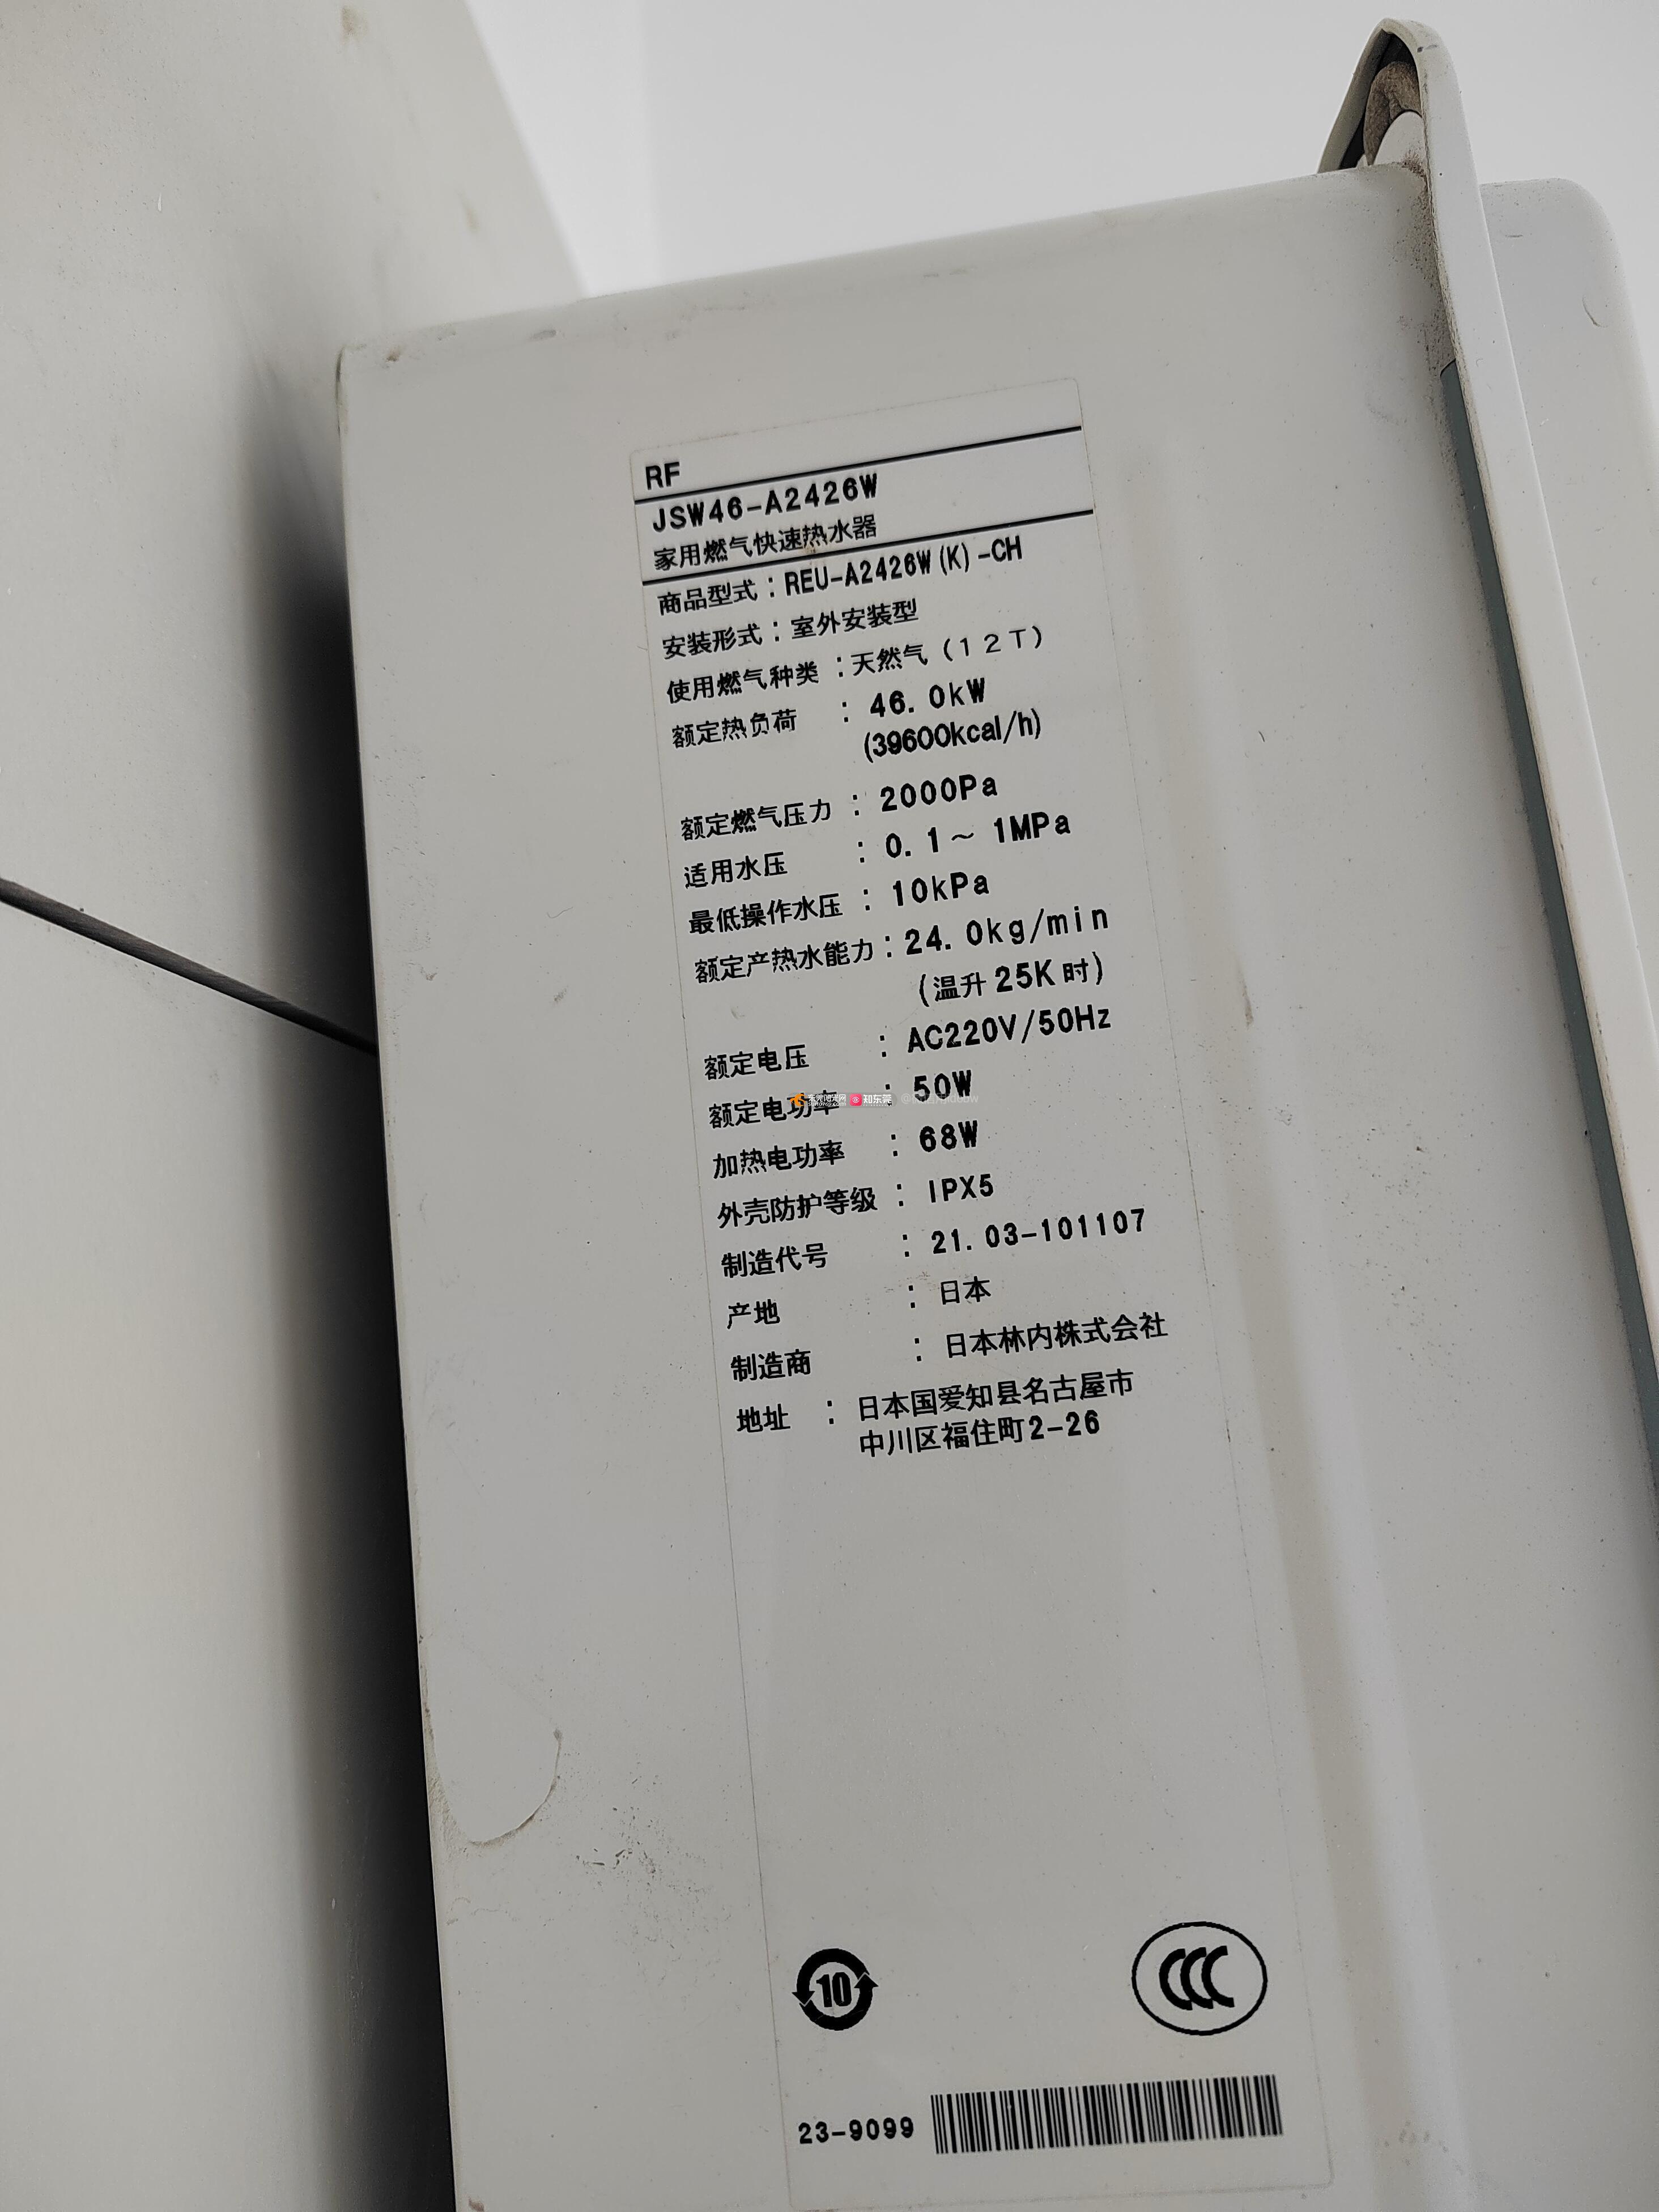 RF
JSW46-A2426W
家用燃气快速热水器
商品型式：REU-A2426W(K)-CH
安装形式：室外安装型
使用燃气种类：天然气（12T）
额定热负荷：46.0kW
(39600kcal/h)
额定燃气压力：2000Pa
适用水压：0.1～1MPa
最低操作水压：10kPa
额定产热水能力：24.0kg/min
(温升25K时)
额定电压：AC220V/50Hz
额定电功率：50W
知东莞
加热电功率：68W
外壳防护等级：IPX5
制造代号：21.03-101107
产地：日本
制造商：日本林内株式会社
地址：日本国爱知县名古屋市
中川区福住町2-26
10
CCC
23-9099